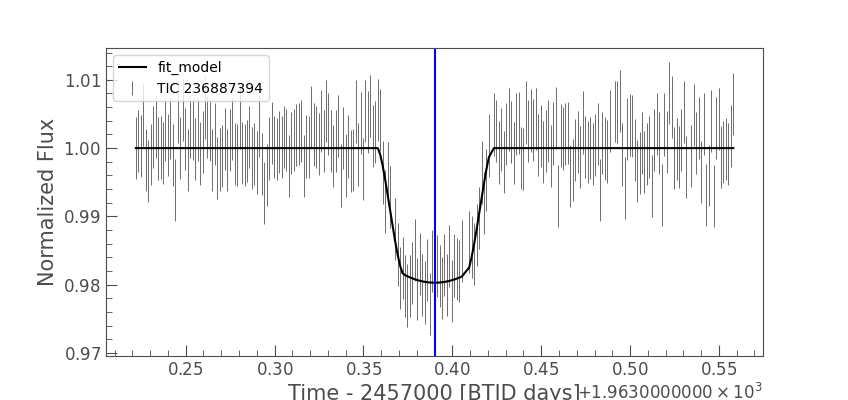 fit_model
TIC 236887394
1.01
1.00
0.99
0.98
0.97
Normalized Flux
0.25 0.30 0.35 0.40 0.45 0.50 0.55
Time - 2457000 [BTJD days]
+1.9630000000 × 10³